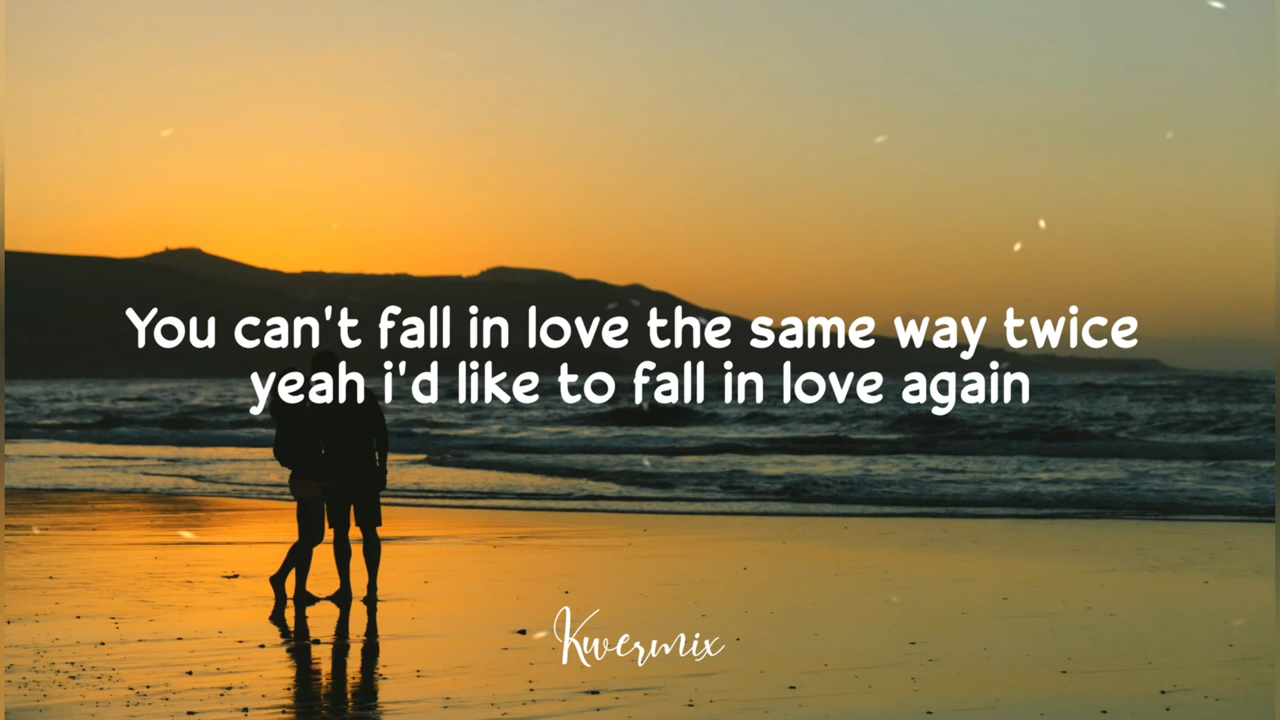 You can't fall in love the same way twice
yeah i'd like to fall in love again
Kwermix